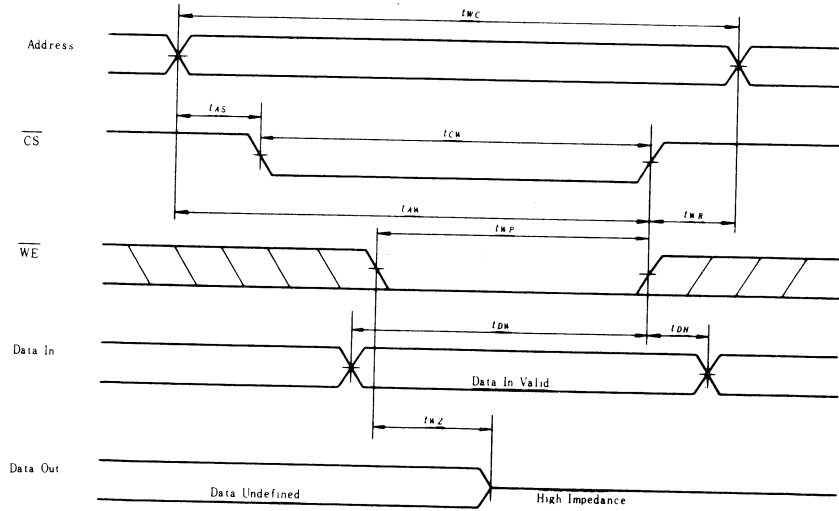 tWC
Address
tAS
CS
tCW
tAW
tWR
tWP
WE
tDW
tDH
Data In
Data In Valid
tWZ
Data Out
Data Undefined
High Impedance